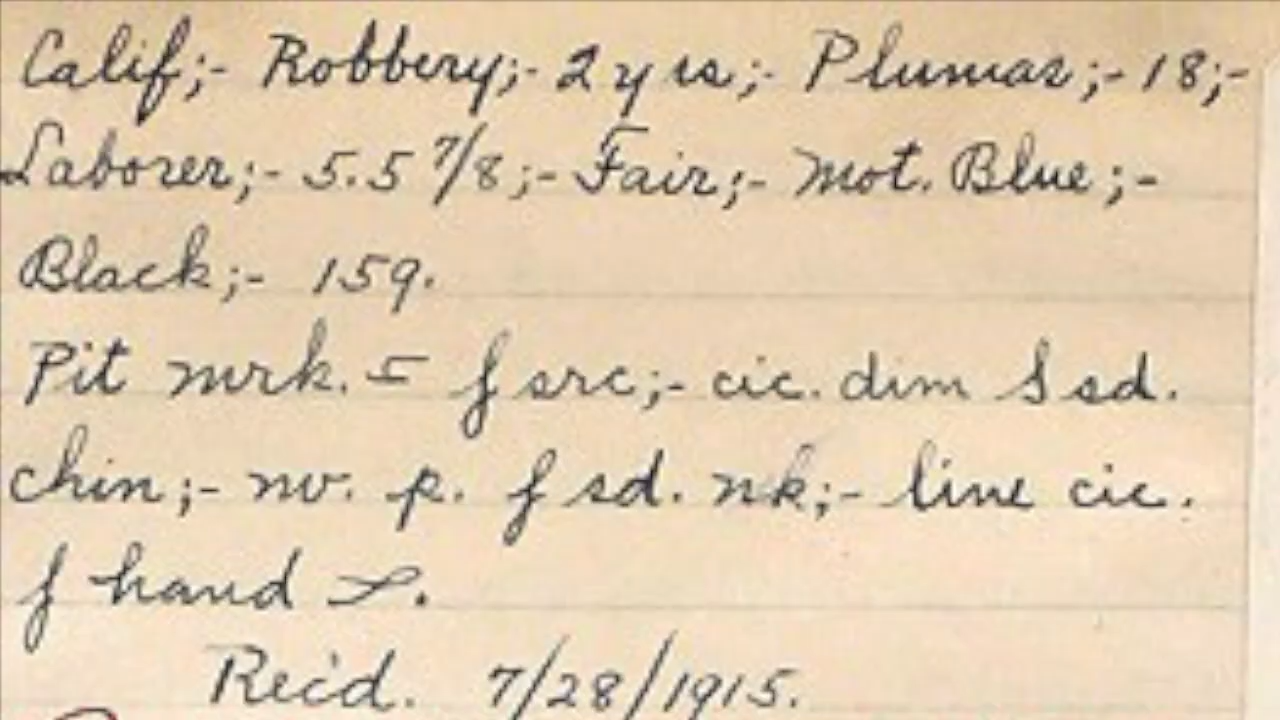 Calif;- Robbery;- 2 yrs;- Plumas;- 18;-
Laborer;- 5.5 7/8;- Fair;- Mot. Blue;-
Black;- 159.
Pit mrk. f src;- cic. dim f sd.
chin;- nv. p. f sd. nk;- line cic.
f hand
Rec'd. 7/28/1915.